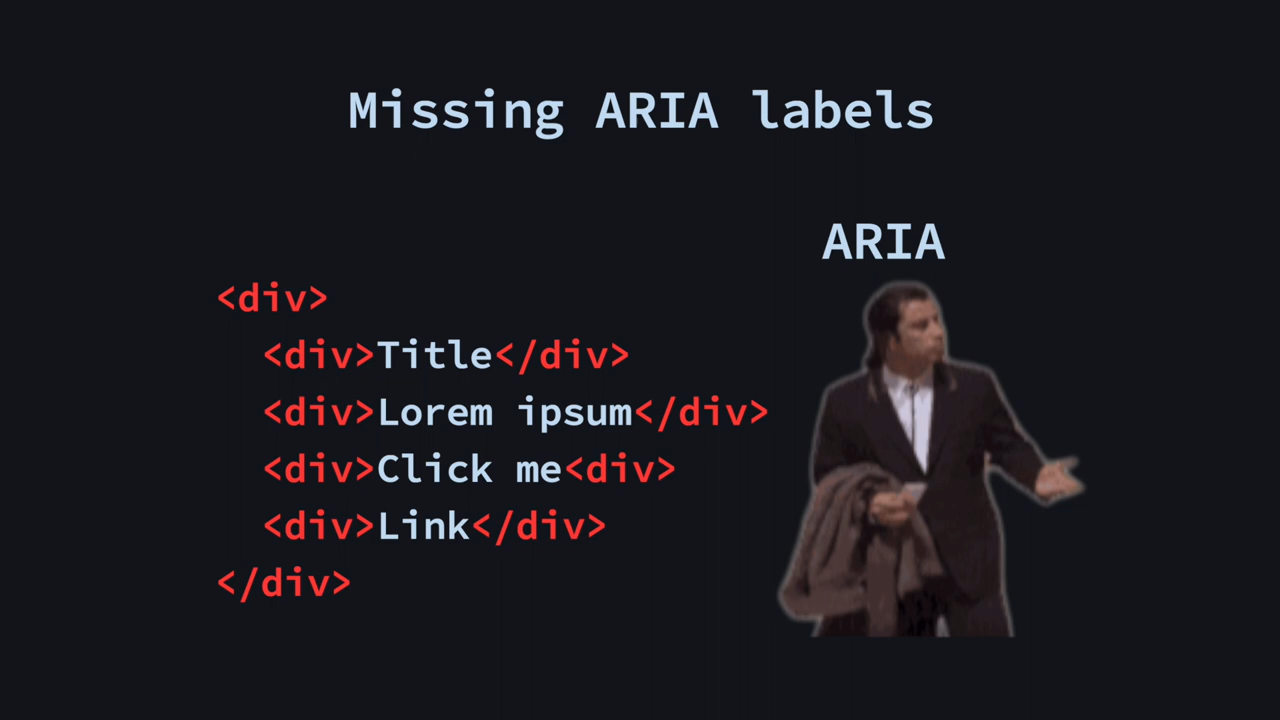 Missing ARIA labels
ARIA
<div>
<div>Title</div>
<div>Lorem ipsum</div>
<div>Click me<div>
<div>Link</div>
</div>